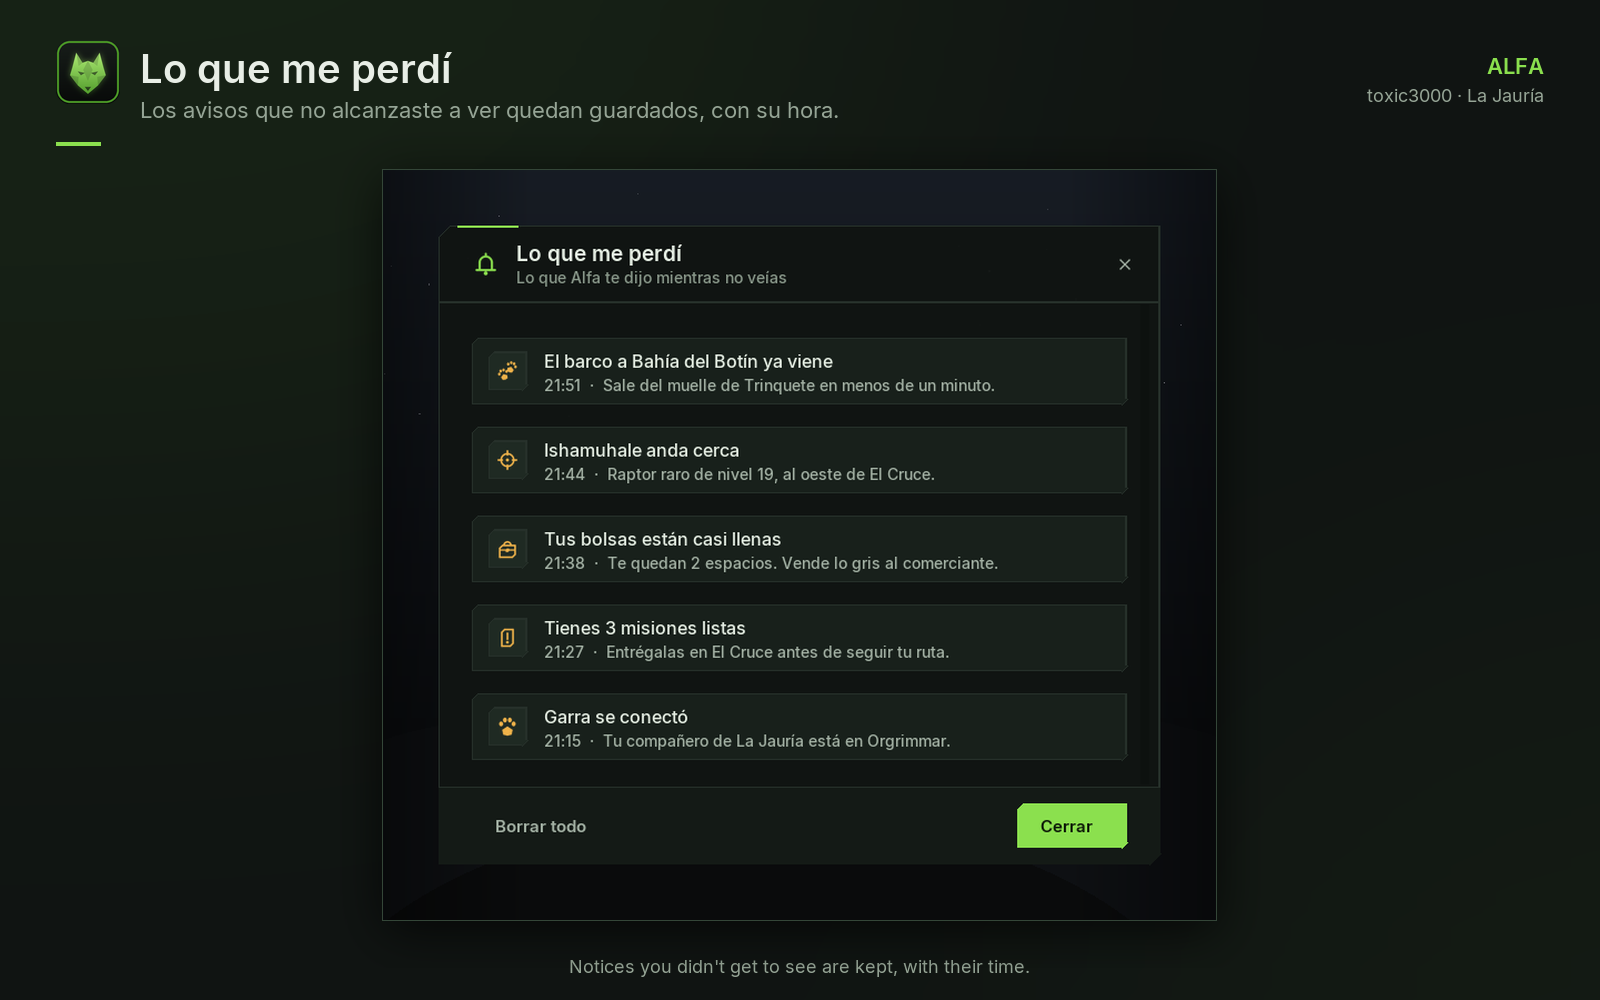 Lo que me perdí
Los avisos que no alcanzaste a ver quedan guardados, con su hora.
ALFA
toxic3000 · La Jauría
Lo que me perdí
Lo que Alfa te dijo mientras no veías
El barco a Bahía del Botín ya viene
21:51 · Sale del muelle de Trinquete en menos de un minuto.
Ishamuhale anda cerca
21:44 · Raptor raro de nivel 19, al oeste de El Cruce.
Tus bolsas están casi llenas
21:38 · Te quedan 2 espacios. Vende lo gris al comerciante.
Tienes 3 misiones listas
21:27 · Entrégalas en El Cruce antes de seguir tu ruta.
Garra se conectó
21:15 · Tu compañero de La Jauría está en Orgrimmar.
Borrar todo
Cerrar
Notices you didn't get to see are kept, with their time.